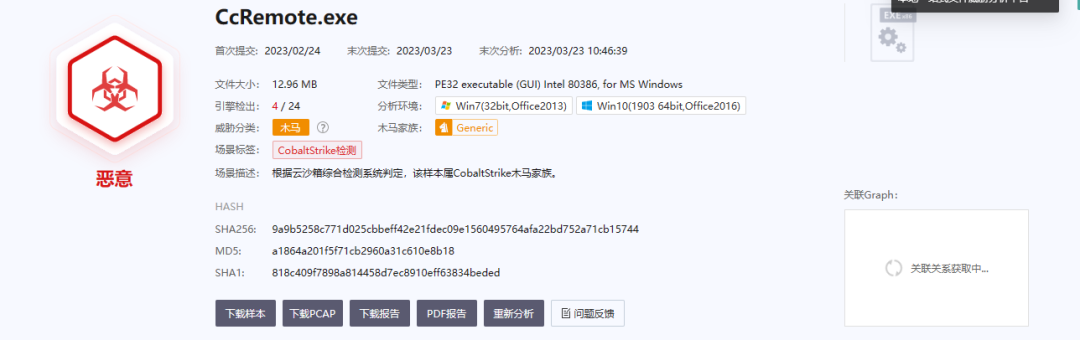 CcRemote.exe
EXE x86
首次提交: 2023/02/24 末次提交: 2023/03/23 末次分析: 2023/03/23 10:46:39
文件大小: 12.96 MB 文件类型: PE32 executable (GUI) Intel 80386, for MS Windows
引擎检出: 4 / 24 分析环境: Win7(32bit,Office2013) Win10(1903 64bit,Office2016)
威胁分类: 木马 ? 木马家族: Generic
场景标签: CobaltStrike检测
场景描述: 根据云沙箱综合检测系统判定，该样本属CobaltStrike木马家族。
恶意
HASH
SHA256: 9a9b5258c771d025cbbeff42e21fdec09e1560495764afa22bd752a71cb15744
MD5: a1864a201f5f71cb2960a31c610e8b18
SHA1: 818c409f7898a814458d7ec8910eff63834beded
下载样本 下载PCAP 下载报告 PDF报告 重新分析 问题反馈
关联Graph:
关联关系获取中...